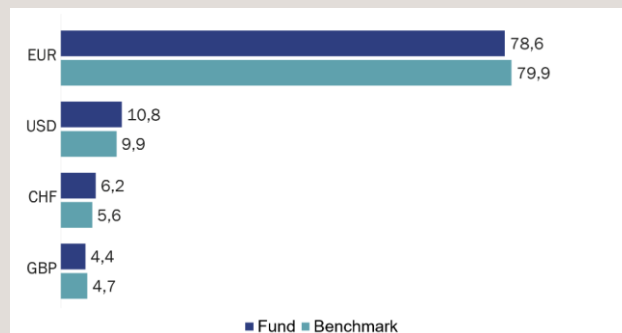 EUR
78,6
79,9
USD
10,8
9,9
CHF
6,2
5,6
GBP
4,4
4,7
Fund Benchmark